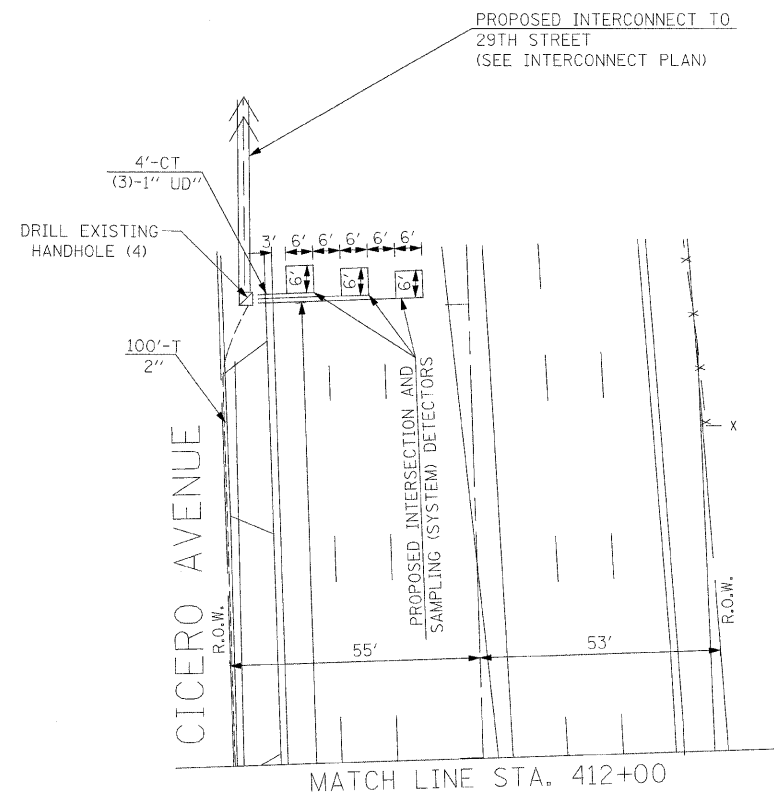 PROPOSED INTERCONNECT TO
29TH STREET
(SEE INTERCONNECT PLAN)
4'-CT
(3)-1" UD"
DRILL EXISTING
HANDHOLE (4)
3' 6' 6' 6' 6' 6'
6' 6' 6'
100'-T
2"
PROPOSED INTERSECTION AND
SAMPLING (SYSTEM) DETECTORS
X
X
X
X X
CICERO AVENUE
R.O.W.
R.O.W.
55' 53'
MATCH LINE STA. 412+00